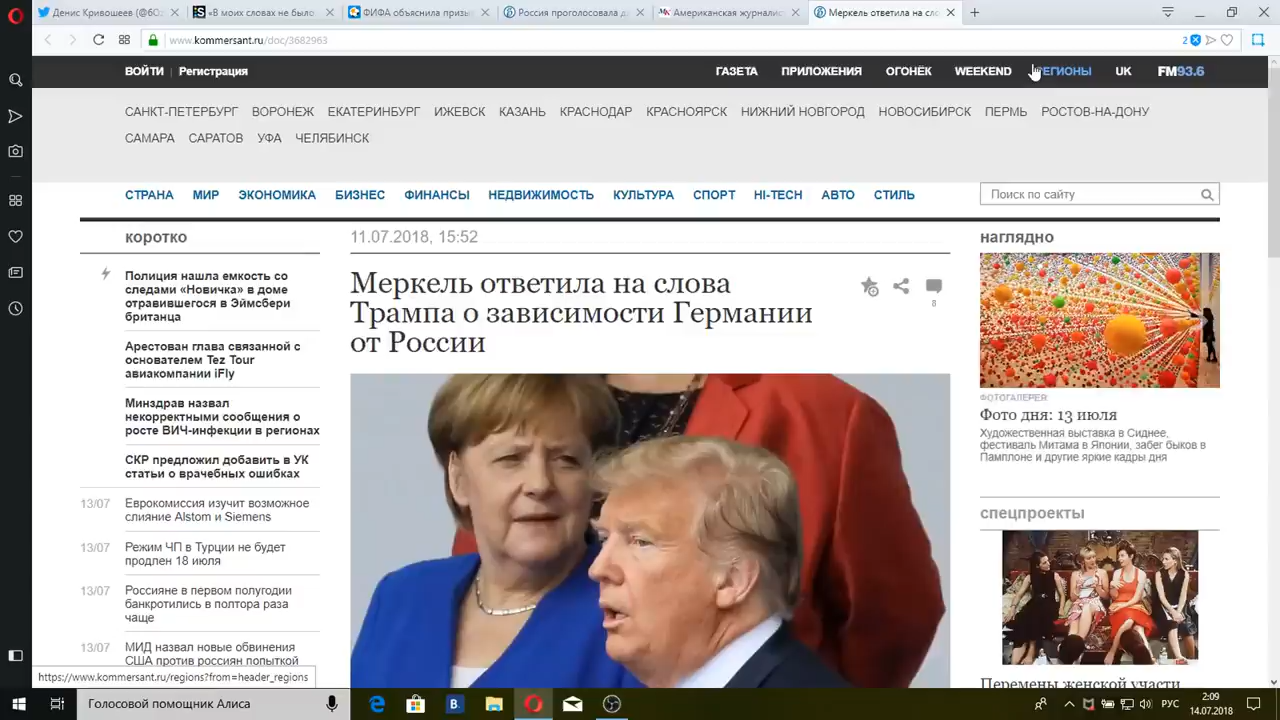 Денис Кривошеев (@6Oz
«В моих словах не было
ФИФА объяснила призы
Россия проголосовала д
Американская журналис
Меркель ответила на сло
www.kommersant.ru/doc/3682963
2
ВОЙТИ | Регистрация
ГАЗЕТА ПРИЛОЖЕНИЯ ОГОНЁК WEEKEND РЕГИОНЫ UK FM93.6
САНКТ-ПЕТЕРБУРГ ВОРОНЕЖ ЕКАТЕРИНБУРГ ИЖЕВСК КАЗАНЬ КРАСНОДАР КРАСНОЯРСК НИЖНИЙ НОВГОРОД НОВОСИБИРСК ПЕРМЬ РОСТОВ-НА-ДОНУ
САМАРА САРАТОВ УФА ЧЕЛЯБИНСК
СТРАНА МИР ЭКОНОМИКА БИЗНЕС ФИНАНСЫ НЕДВИЖИМОСТЬ КУЛЬТУРА СПОРТ HI-TECH АВТО СТИЛЬ
Поиск по сайту
коротко
Полиция нашла емкость со
следами «Новичка» в доме
отравившегося в Эймсбери
британца
Арестован глава связанной с
основателем Tez Tour
авиакомпании iFly
Минздрав назвал
некорректными сообщения о
росте ВИЧ-инфекции в регионах
СКР предложил добавить в УК
статьи о врачебных ошибках
13/07 Еврокомиссия изучит возможное
слияние Alstom и Siemens
13/07 Режим ЧП в Турции не будет
продлен 18 июля
13/07 Россияне в первом полугодии
банкротились в полтора раза
чаще
13/07 МИД назвал новые обвинения
США против россиян попыткой
11.07.2018, 15:52
Меркель ответила на слова
Трампа о зависимости Германии
от России
8
наглядно
ФОТОГАЛЕРЕЯ
Фото дня: 13 июля
Художественная выставка в Сиднее,
фестиваль Митама в Японии, забег быков в
Памплоне и другие яркие кадры дня
спецпроекты
Перемены женской участи
https://www.kommersant.ru/regions?from=header_regions
Голосовой помощник Алиса
РУС
2:09
14.07.2018